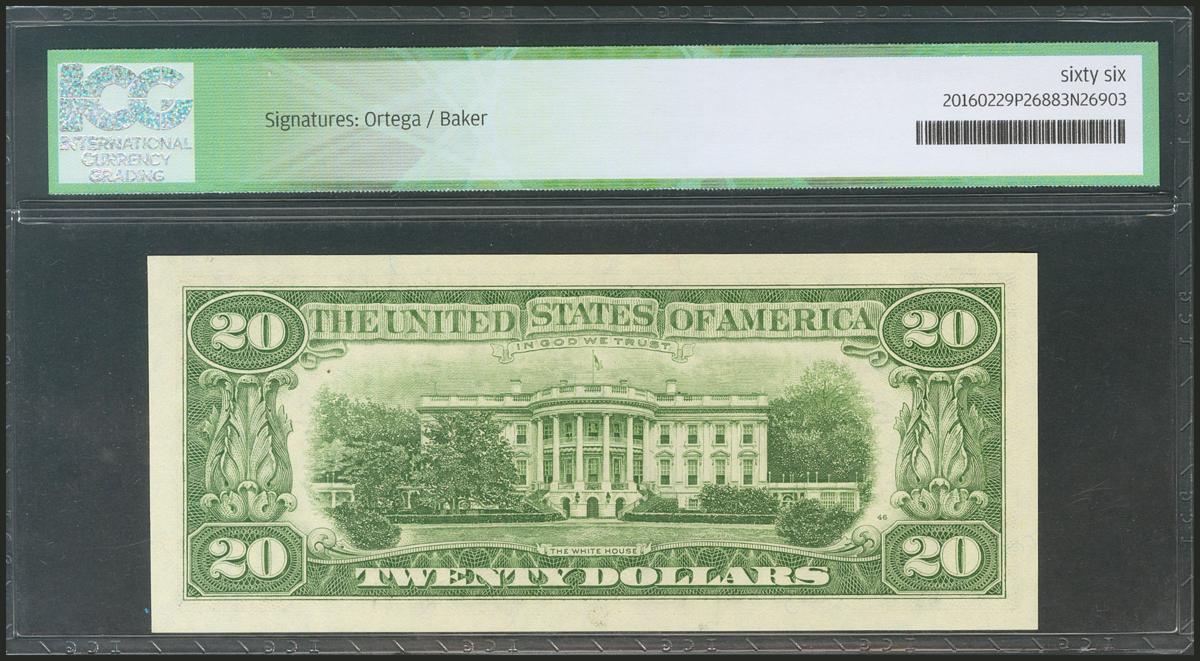 ICG
INTERNATIONAL
CURRENCY
GRADING
Signatures: Ortega / Baker
sixty six
20160229P26883N26903
20 THE UNITED STATES OF AMERICA 20
IN GOD WE TRUST
46
THE WHITE HOUSE
20 TWENTY DOLLARS 20